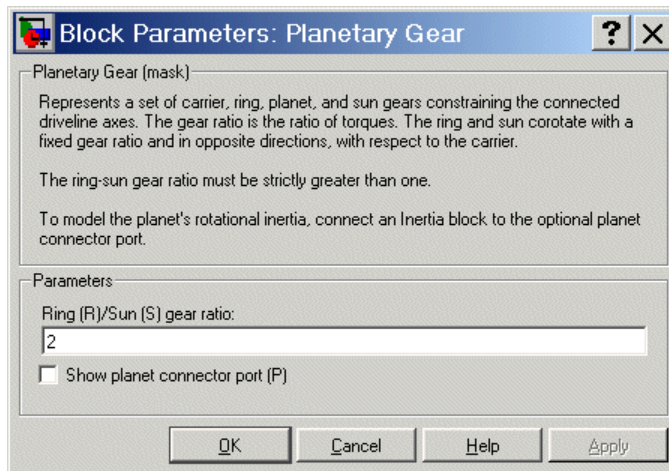 Block Parameters: Planetary Gear
Planetary Gear (mask)
Represents a set of carrier, ring, planet, and sun gears constraining the connected
driveline axes. The gear ratio is the ratio of torques. The ring and sun corotate with a
fixed gear ratio and in opposite directions, with respect to the carrier.
The ring-sun gear ratio must be strictly greater than one.
To model the planet's rotational inertia, connect an Inertia block to the optional planet
connector port.
Parameters
Ring (R)/Sun (S) gear ratio:
2
Show planet connector port (P)
OK Cancel Help Apply